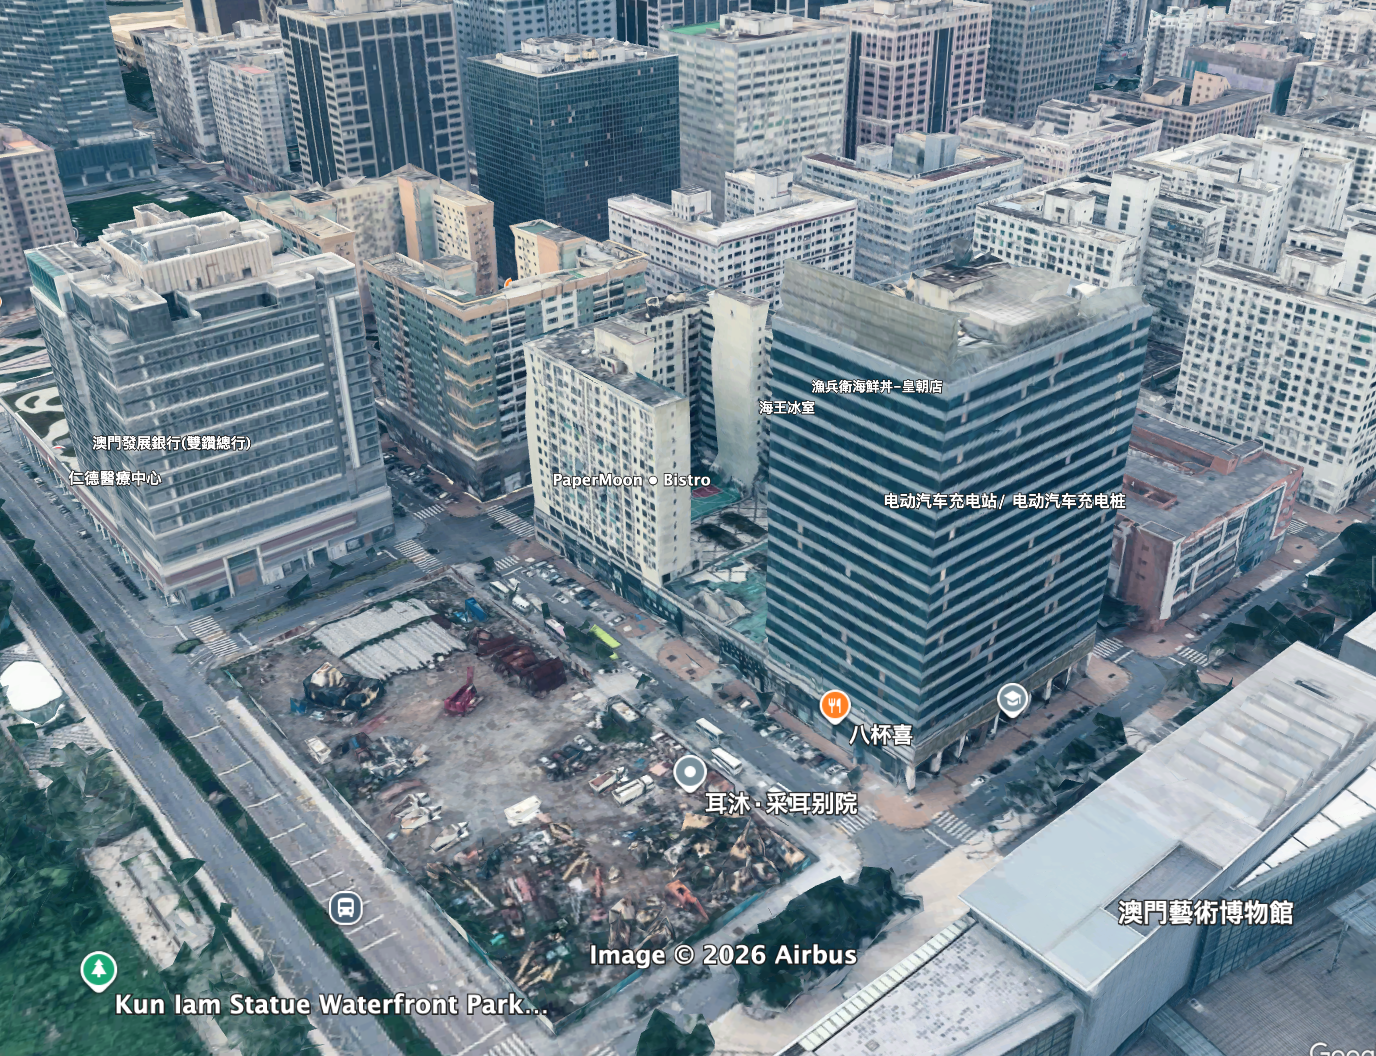 漁兵衛海鮮丼-皇朝店
海王冰室
澳門發展銀行(雙鑽總行)
仁德醫療中心
PaperMoon • Bistro
电动汽车充电站/ 电动汽车充电桩
八杯喜
耳沐·采耳别院
澳門藝術博物館
Image © 2026 Airbus
Kun Iam Statue Waterfront Park...
Goog